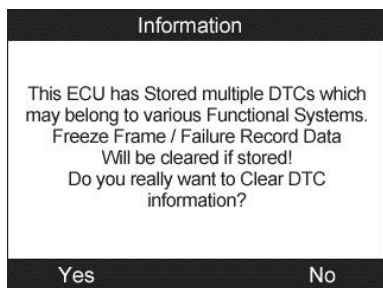 Information
This ECU has Stored multiple DTCs which
may belong to various Functional Systems.
Freeze Frame / Failure Record Data
Will be cleared if stored!
Do you really want to Clear DTC
information?
Yes No